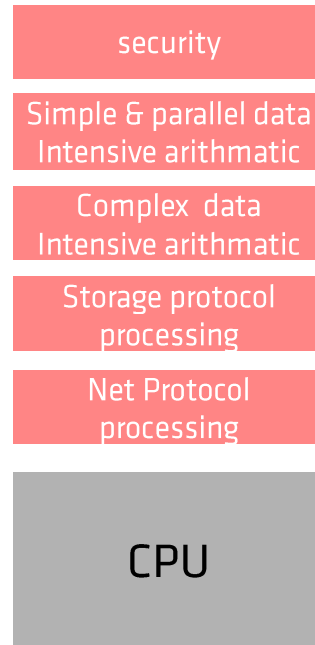 security
Simple & parallel data
Intensive arithmatic
Complex data
Intensive arithmatic
Storage protocol
processing
Net Protocol
processing
CPU